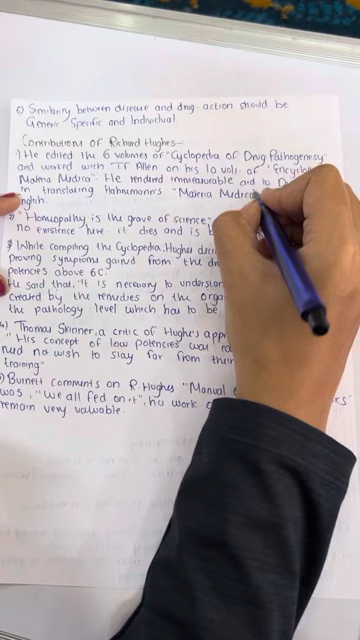 6) Similarity between disease and drug-action should be
Generic Specific and Individual
Contributions of Richard Hughes-
1) He edited the 6 volumes of "Cyclopedia of Drug Pathogenesy
and worked with TF Allen on his 10 vols. of "Encyclo
Materia Medica". He rendered immeasurable aid to D
in translating Hahnemann's "Materia Medica
English
2) "Homeopathy is the grave of science,
no existence here. it dies and is b
3) While compiling the Cyclopedia, Hughes
proving symptoms gained from the
potencies above 6C.
He said that, "it is necessary to understan
created by the remedies on the orga
the pathology level which has to be
4) Thomas Skinner, a critic of Hughe's appr
"His concept of low potencies was
wish to stay far from their
training"
5) Burnett comments on R. Hughes "Manual
was, "we all fed on it", his work
remain very valuable.